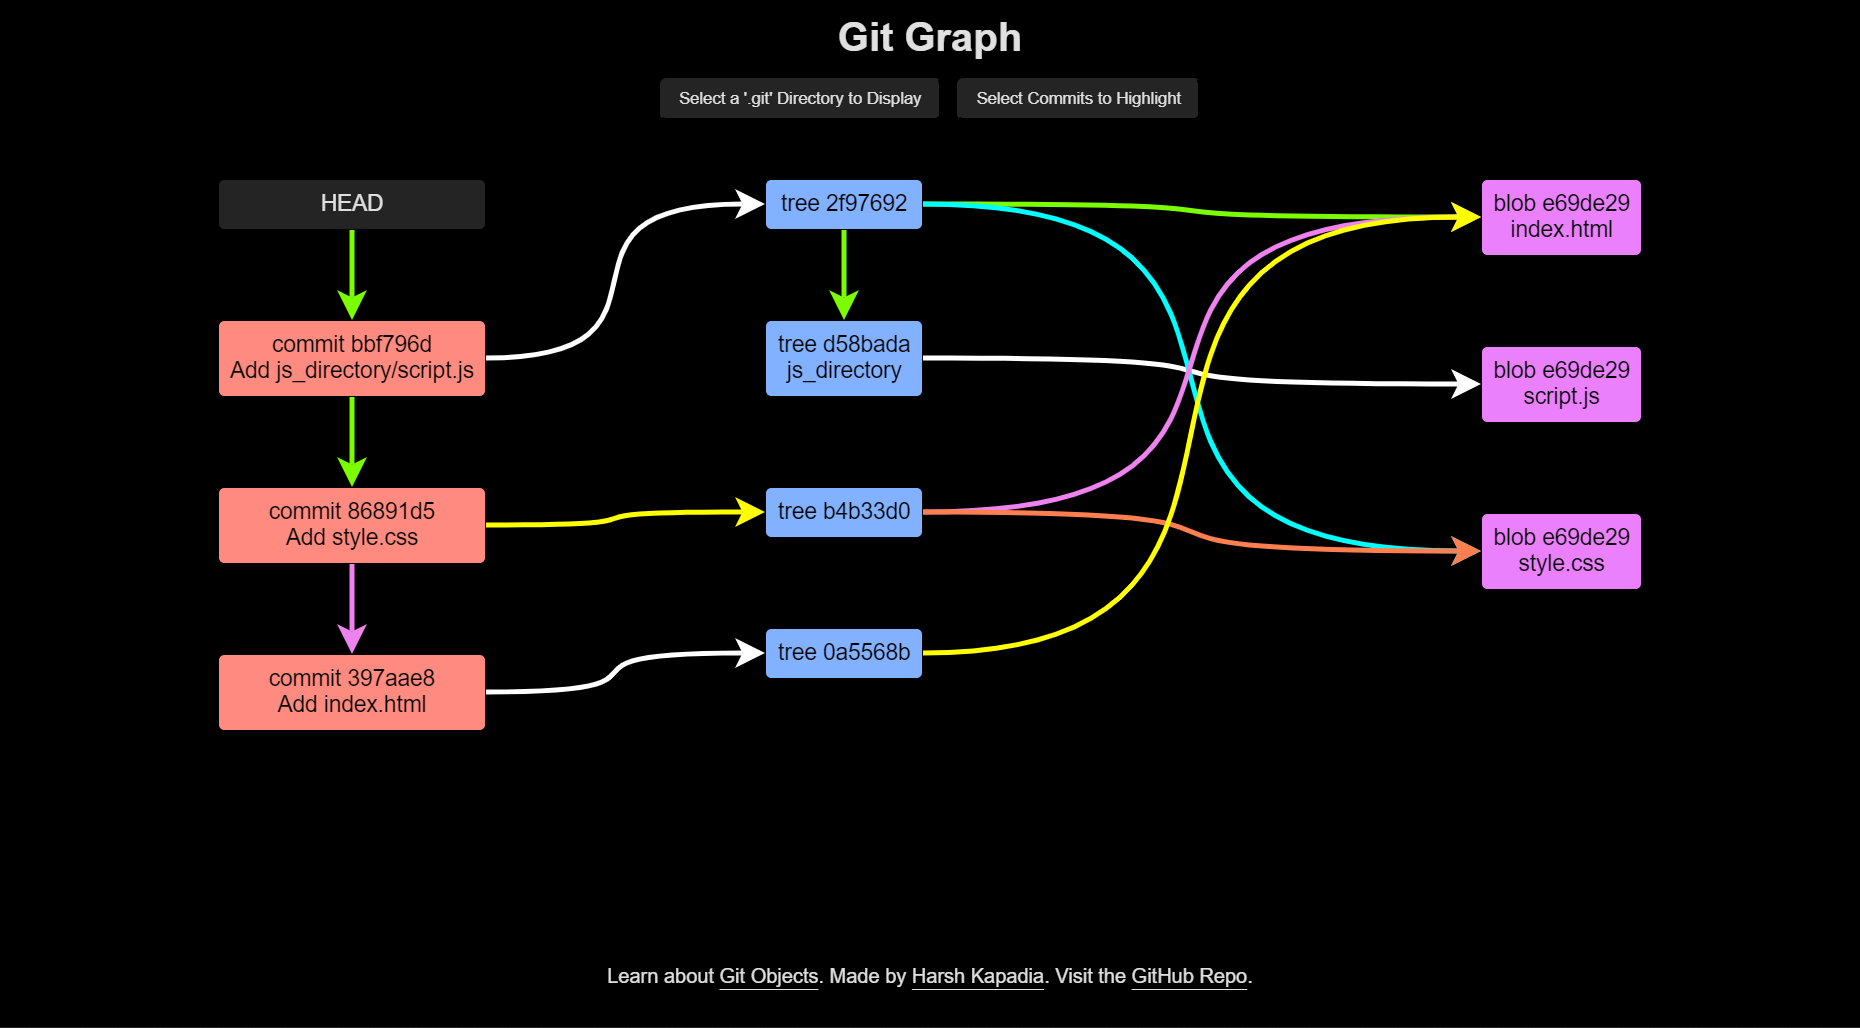 Git Graph
Select a '.git' Directory to Display
Select Commits to Highlight
HEAD
commit bbf796d
Add js_directory/script.js
commit 86891d5
Add style.css
commit 397aae8
Add index.html
tree 2f97692
tree d58bada
js_directory
tree b4b33d0
tree 0a5568b
blob e69de29
index.html
blob e69de29
script.js
blob e69de29
style.css
Learn about Git Objects. Made by Harsh Kapadia. Visit the GitHub Repo.